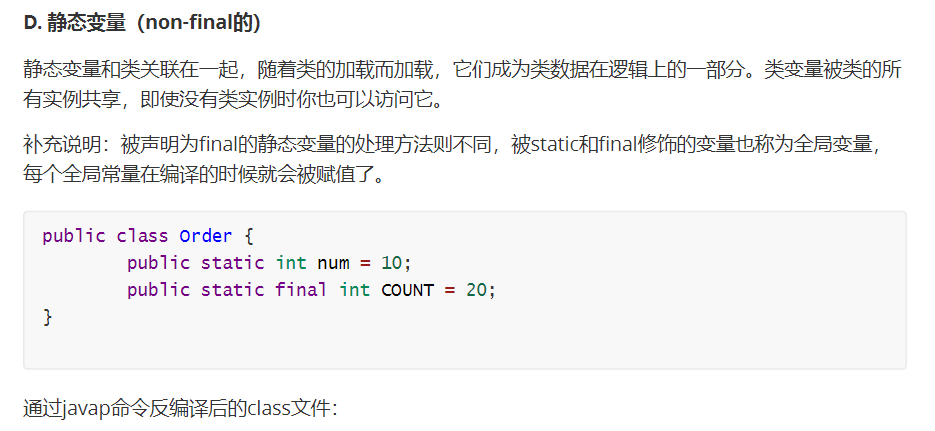 D. 静态变量（non-final的）
静态变量和类关联在一起，随着类的加载而加载，它们成为类数据在逻辑上的一部分。类变量被类的所
有实例共享，即使没有类实例时你也可以访问它。
补充说明：被声明为final的静态变量的处理方法则不同，被static和final修饰的变量也称为全局变量，
每个全局常量在编译的时候就会被赋值了。
public class Order {
public static int num = 10;
public static final int COUNT = 20;
}
通过javap命令反编译后的class文件：